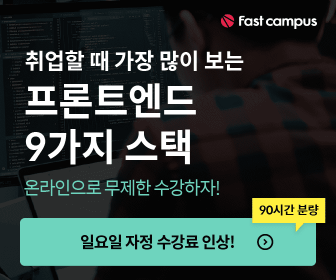 fast campus
취업할 때 가장 많이 보는
프론트엔드
9가지 스택
온라인으로 무제한 수강하자!
90시간 분량
일요일 자정 수강료 인상!